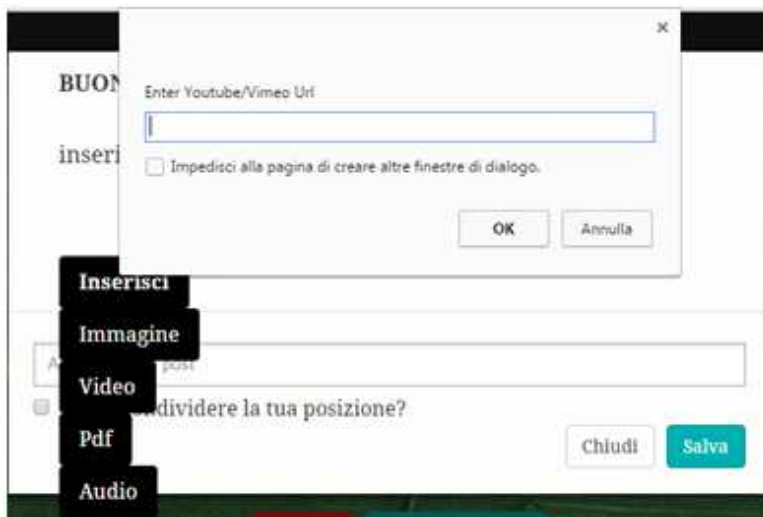 ×
BUON
Enter Youtube/Vimeo Url
inseri
Impedisci alla pagina di creare altre finestre di dialogo.
OK
Annulla
Inserisci
Immagine
A
post
Video
ndividere la tua posizione?
Pdf
Chiudi
Salva
Audio